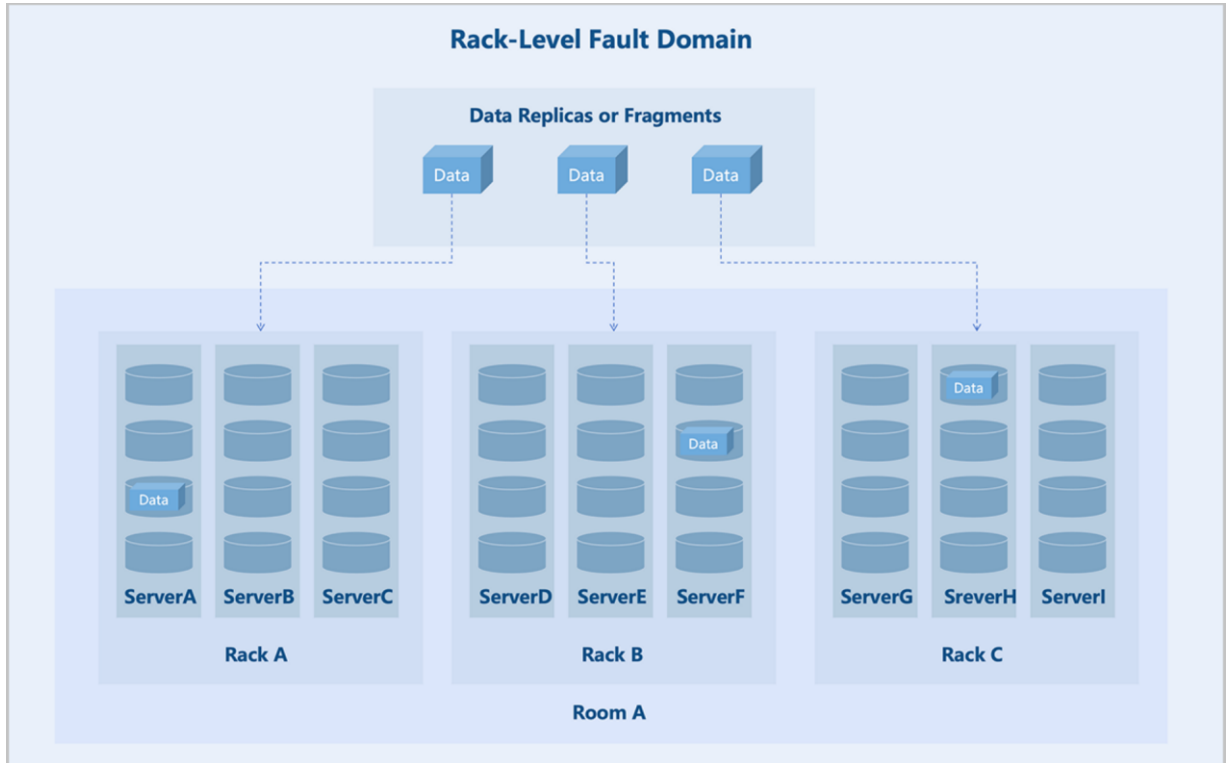 Rack-Level Fault Domain
Data Replicas or Fragments
Data Data Data
Data
Data
Data
ServerA ServerB ServerC ServerD ServerE ServerF ServerG SreverH ServerI
Rack A Rack B Rack C
Room A